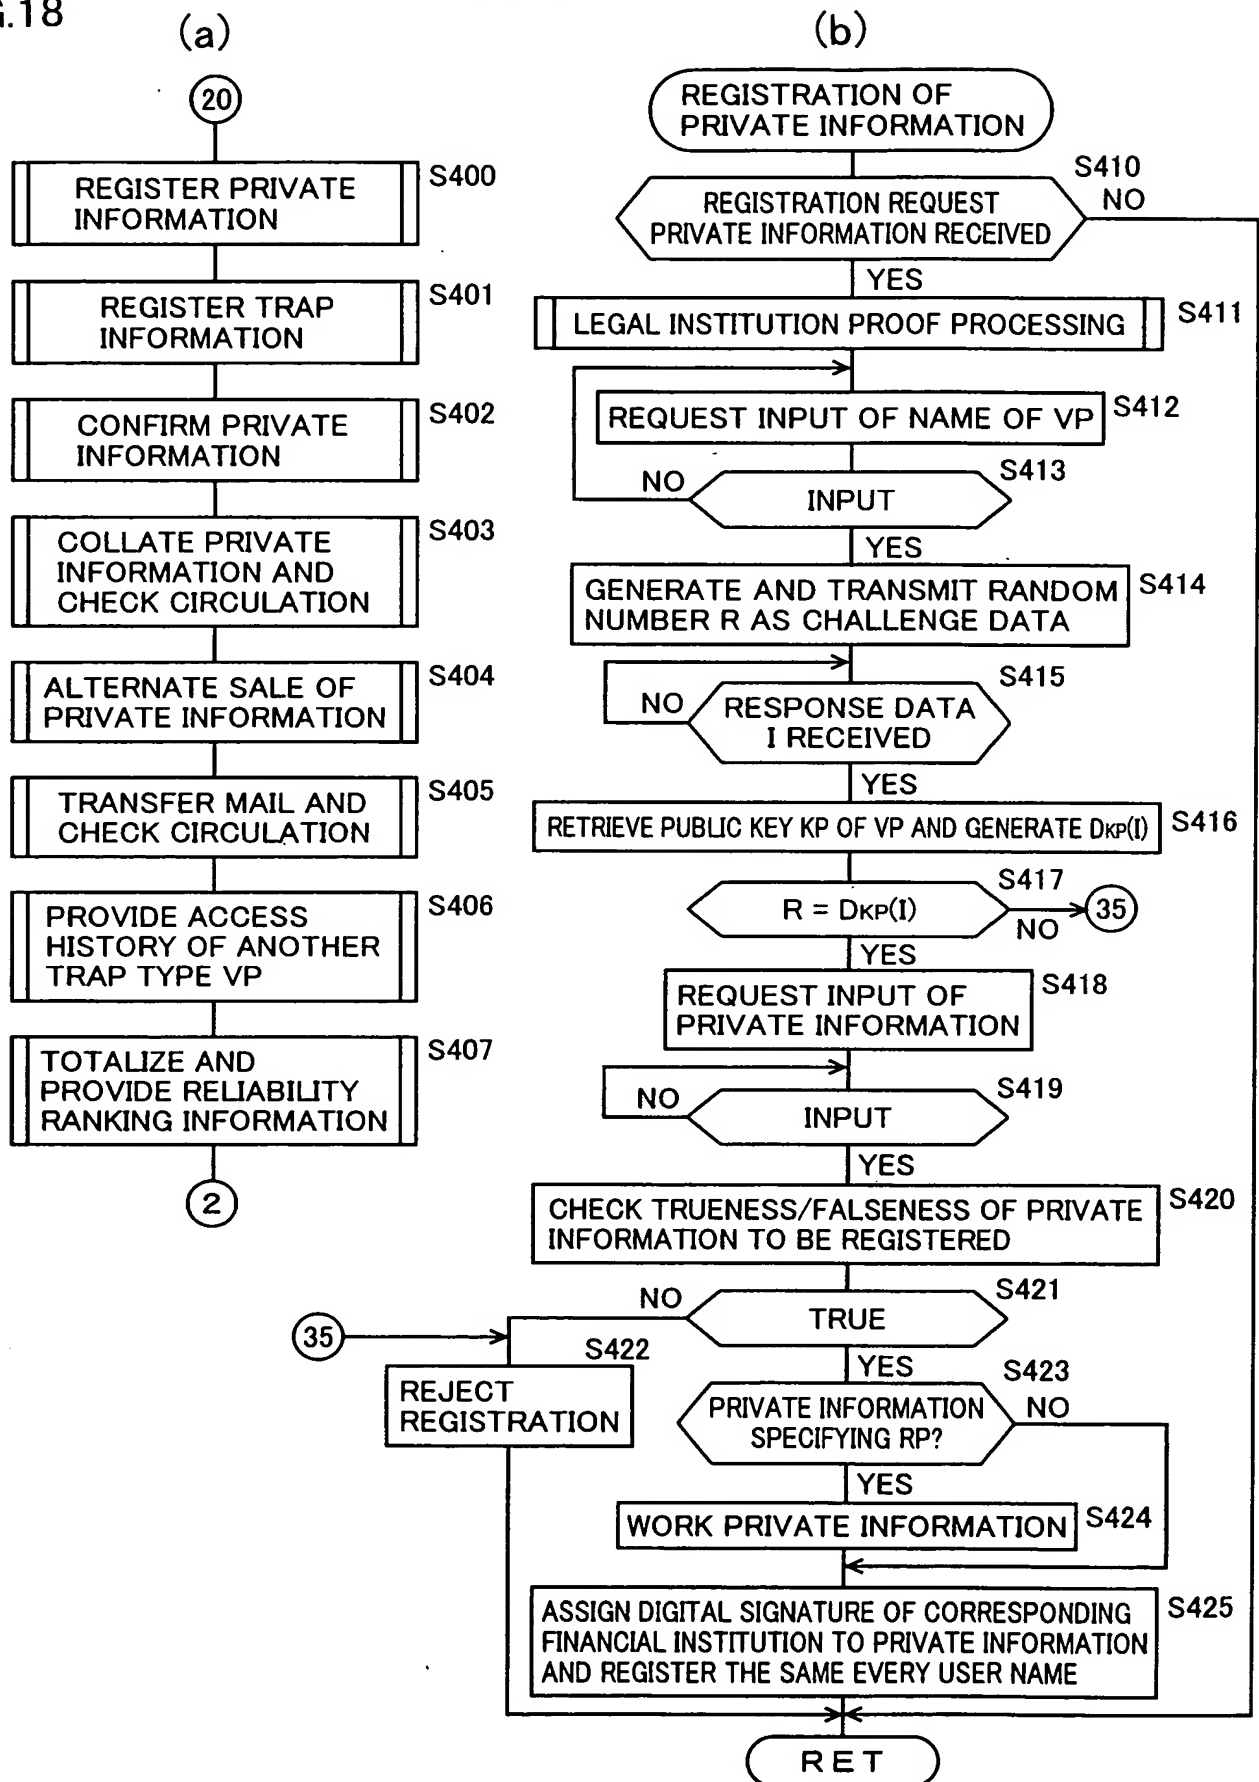 G.18
(a)
20
REGISTER PRIVATE
INFORMATION
S400
REGISTER TRAP
INFORMATION
S401
CONFIRM PRIVATE
INFORMATION
S402
COLLATE PRIVATE
INFORMATION AND
CHECK CIRCULATION
S403
ALTERNATE SALE OF
PRIVATE INFORMATION
S404
TRANSFER MAIL AND
CHECK CIRCULATION
S405
PROVIDE ACCESS
HISTORY OF ANOTHER
TRAP TYPE VP
S406
TOTALIZE AND
PROVIDE RELIABILITY
RANKING INFORMATION
S407
2
(b)
REGISTRATION OF
PRIVATE INFORMATION
S410
REGISTRATION REQUEST
PRIVATE INFORMATION RECEIVED
NO
YES
LEGAL INSTITUTION PROOF PROCESSING
S411
REQUEST INPUT OF NAME OF VP
S412
S413
NO
INPUT
YES
GENERATE AND TRANSMIT RANDOM
NUMBER R AS CHALLENGE DATA
S414
S415
NO
RESPONSE DATA
I RECEIVED
YES
RETRIEVE PUBLIC KEY KP OF VP AND GENERATE DKP(I)
S416
S417
R = DKP(I)
NO
35
YES
REQUEST INPUT OF
PRIVATE INFORMATION
S418
S419
NO
INPUT
YES
CHECK TRUENESS/FALSENESS OF PRIVATE
INFORMATION TO BE REGISTERED
S420
S421
NO
TRUE
35
S422
REJECT
REGISTRATION
YES
S423
PRIVATE INFORMATION
SPECIFYING RP?
NO
YES
WORK PRIVATE INFORMATION
S424
ASSIGN DIGITAL SIGNATURE OF CORRESPONDING
FINANCIAL INSTITUTION TO PRIVATE INFORMATION
AND REGISTER THE SAME EVERY USER NAME
S425
RET